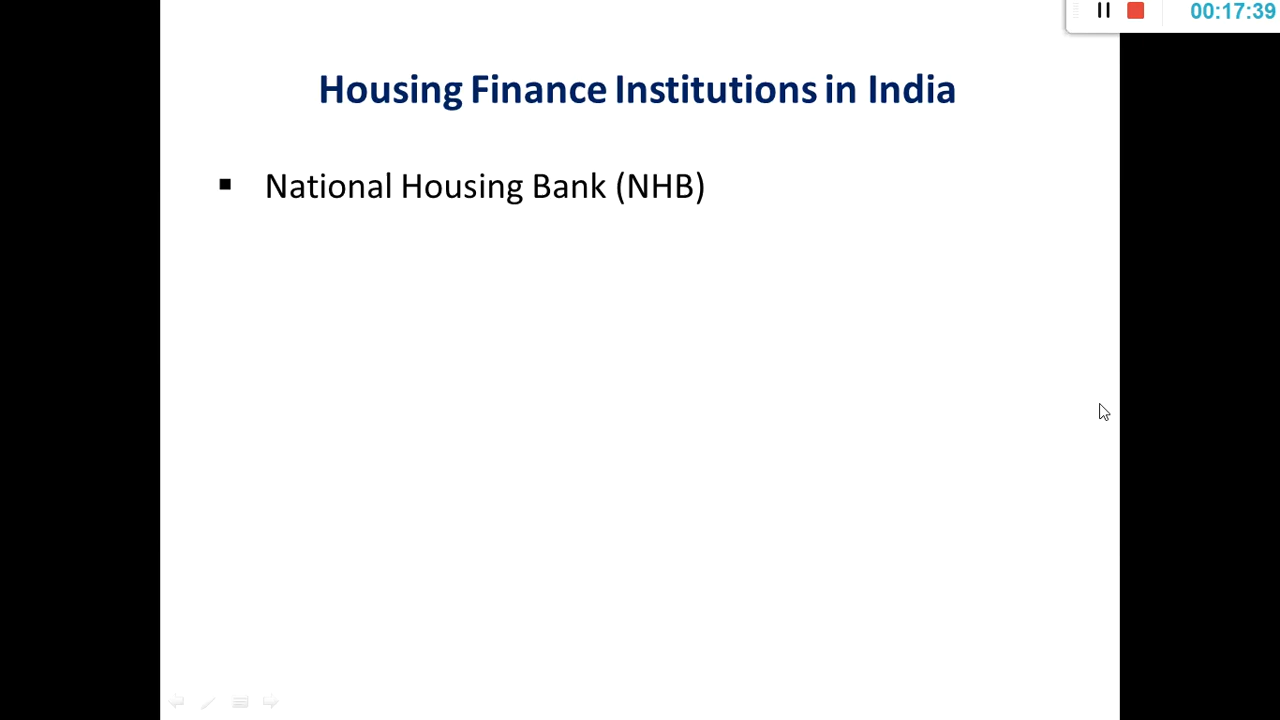 00:17:39
Housing Finance Institutions in India
▪ National Housing Bank (NHB)